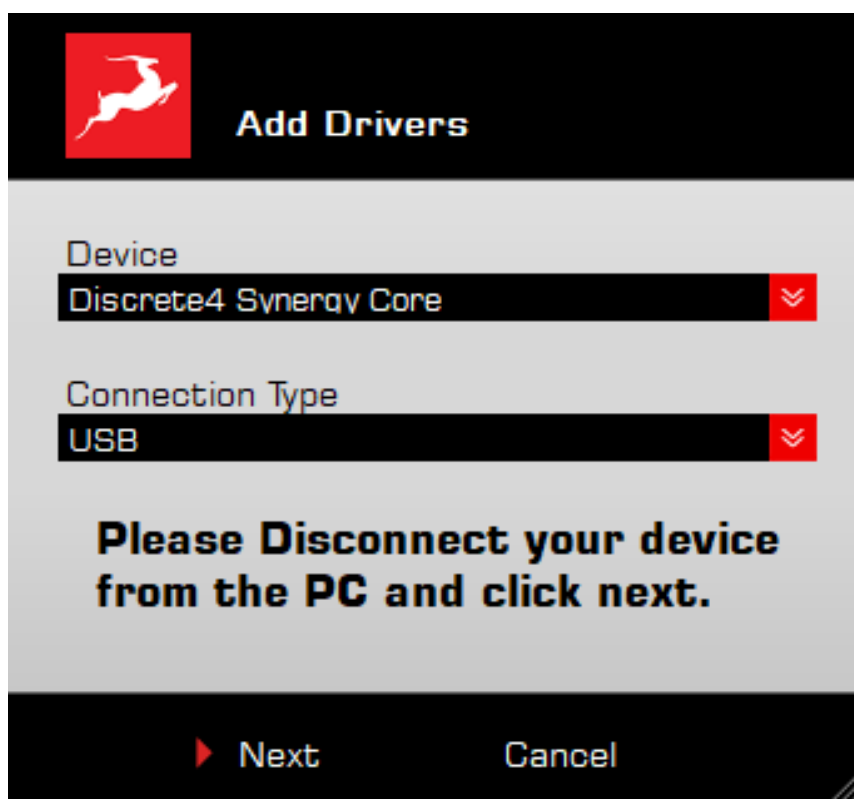 Add Drivers
Device
Discrete4 Synergy Core
Connection Type
USB
Please Disconnect your device
from the PC and click next.
Next
Cancel